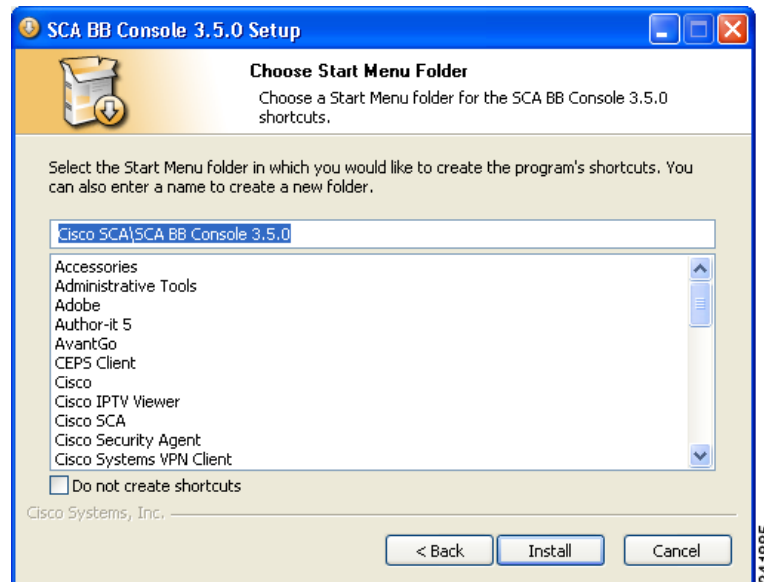 SCA BB Console 3.5.0 Setup
Choose Start Menu Folder
Choose a Start Menu folder for the SCA BB Console 3.5.0
shortcuts.
Select the Start Menu folder in which you would like to create the program's shortcuts. You
can also enter a name to create a new folder.
Cisco SCA\SCA BB Console 3.5.0
Accessories
Administrative Tools
Adobe
Author-it 5
AvantGo
CEPS Client
Cisco
Cisco IPTV Viewer
Cisco SCA
Cisco Security Agent
Cisco Systems VPN Client
Do not create shortcuts
Cisco Systems, Inc.
< Back
Install
Cancel